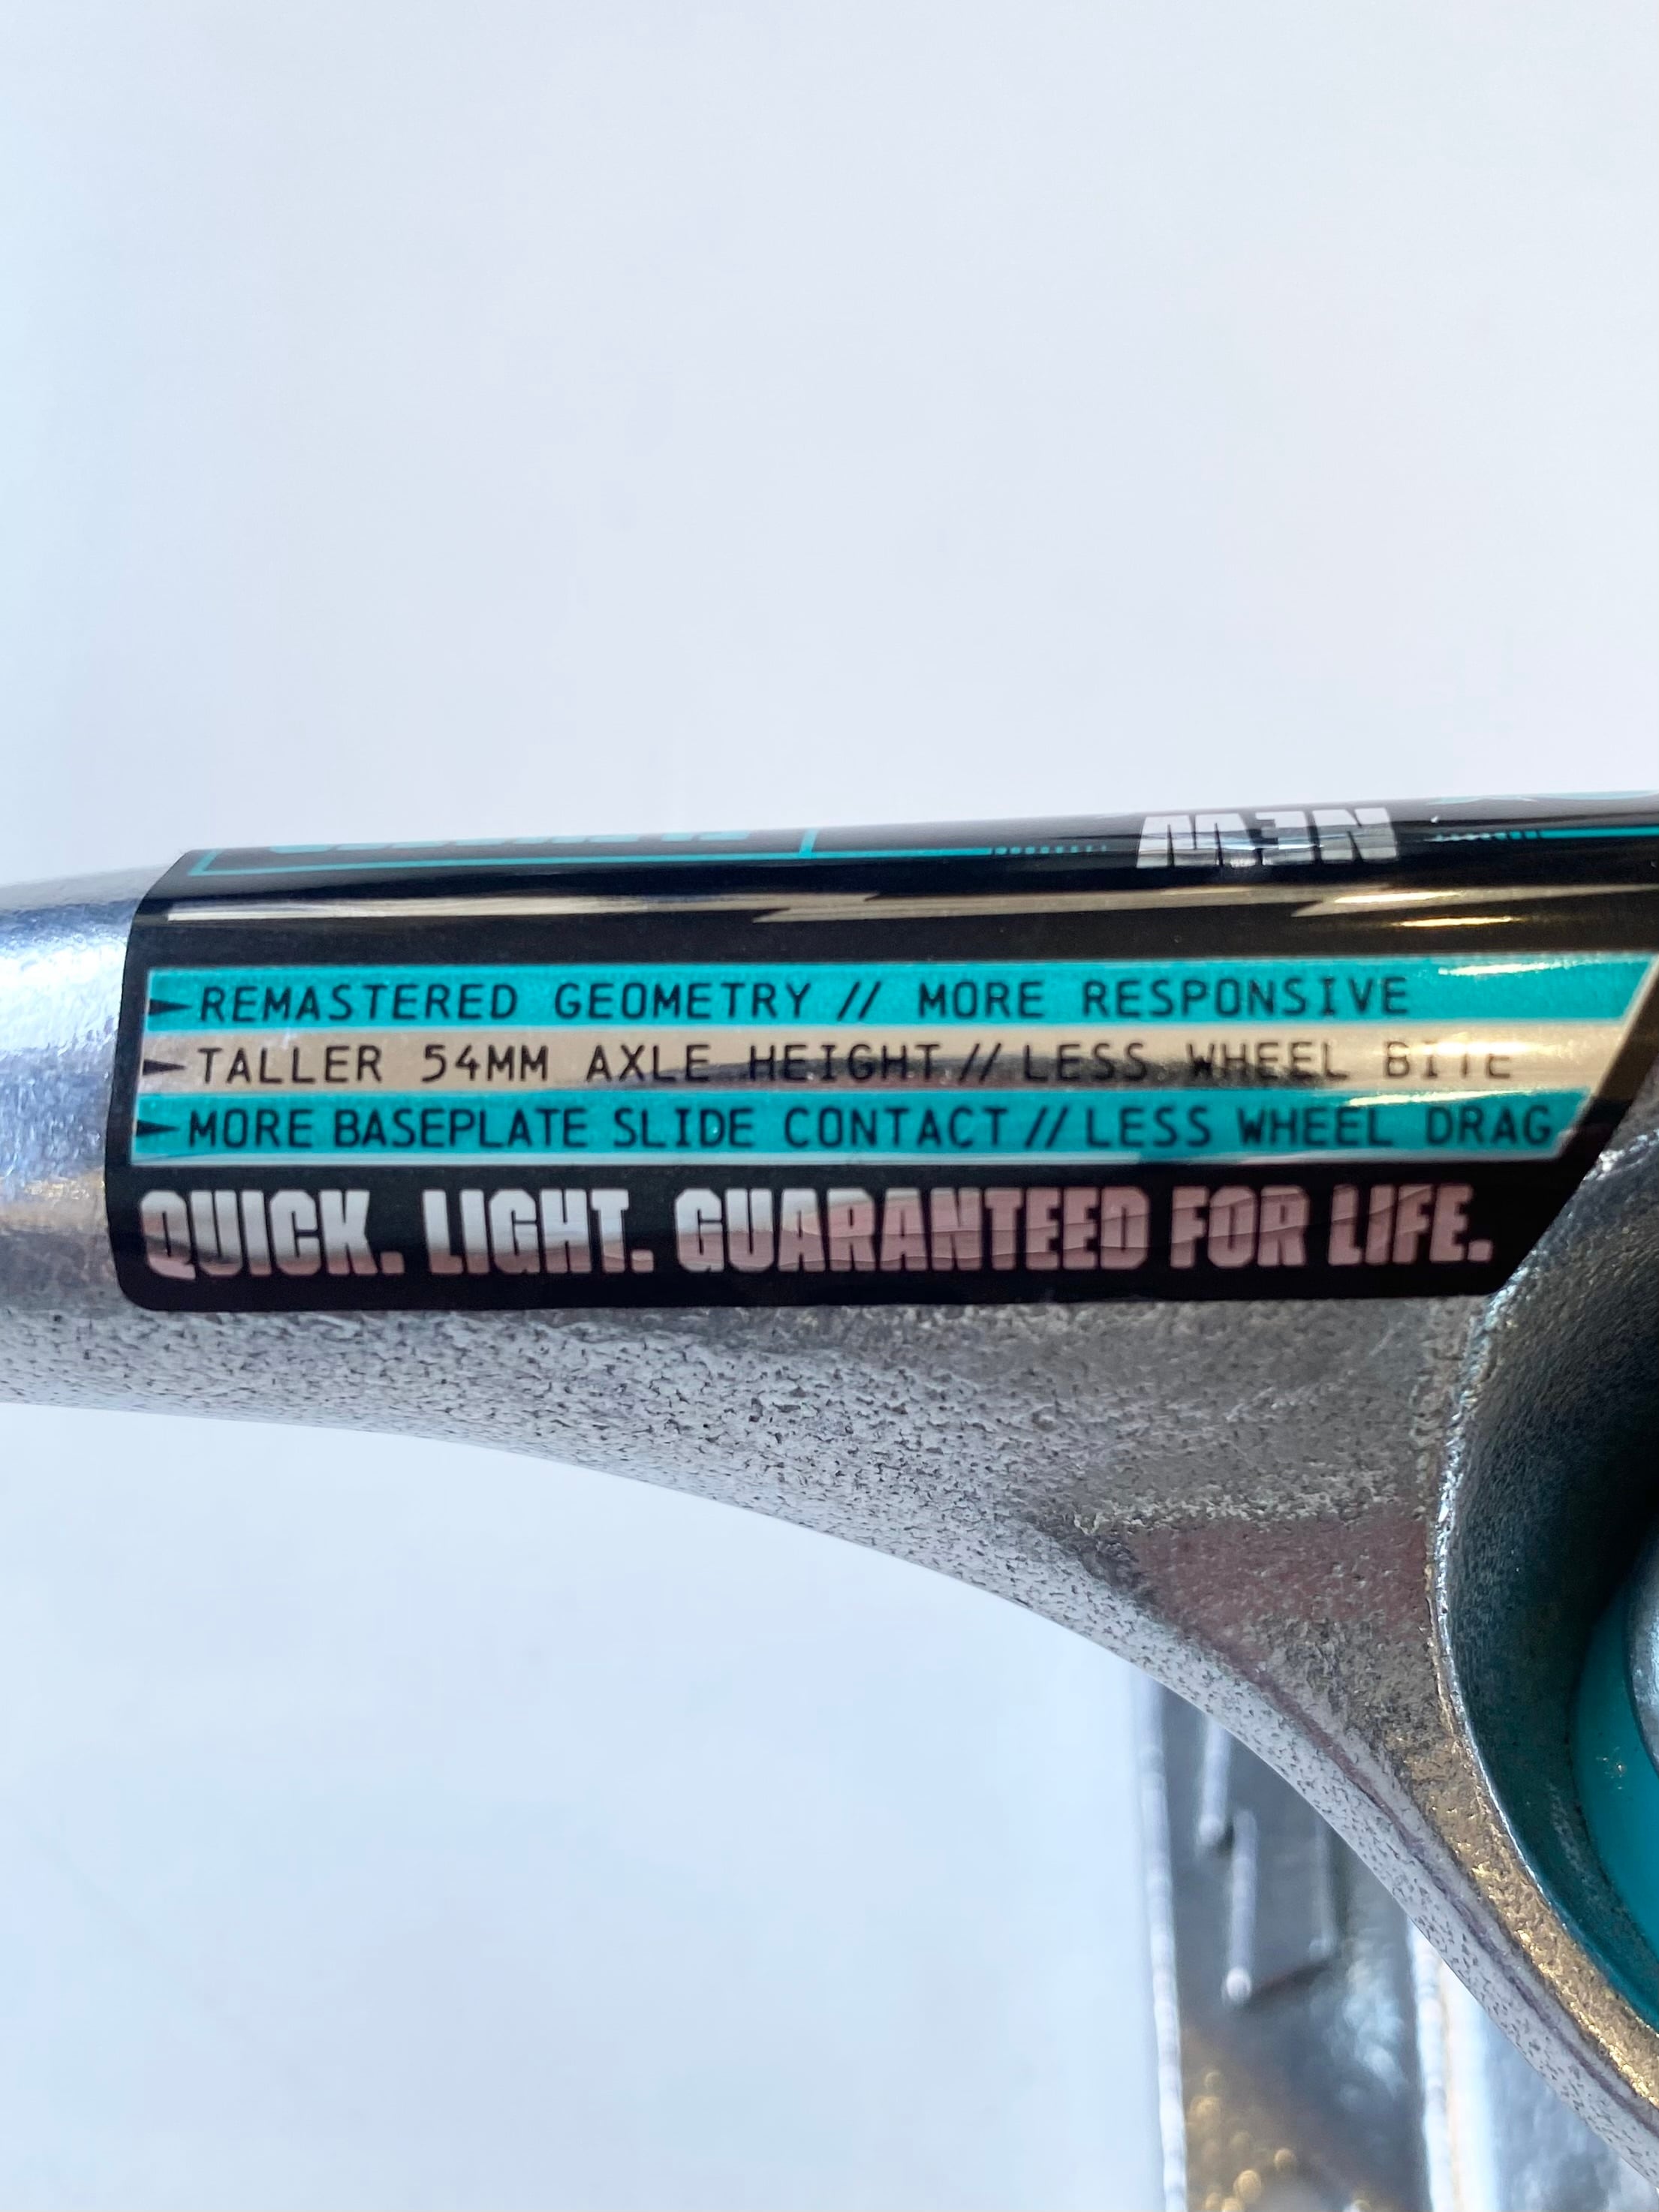 NEW
REMASTERED GEOMETRY // MORE RESPONSIVE
TALLER 54MM AXLE HEIGHT // LESS WHEEL BITE
MORE BASEPLATE SLIDE CONTACT // LESS WHEEL DRAG
QUICK. LIGHT. GUARANTEED FOR LIFE.